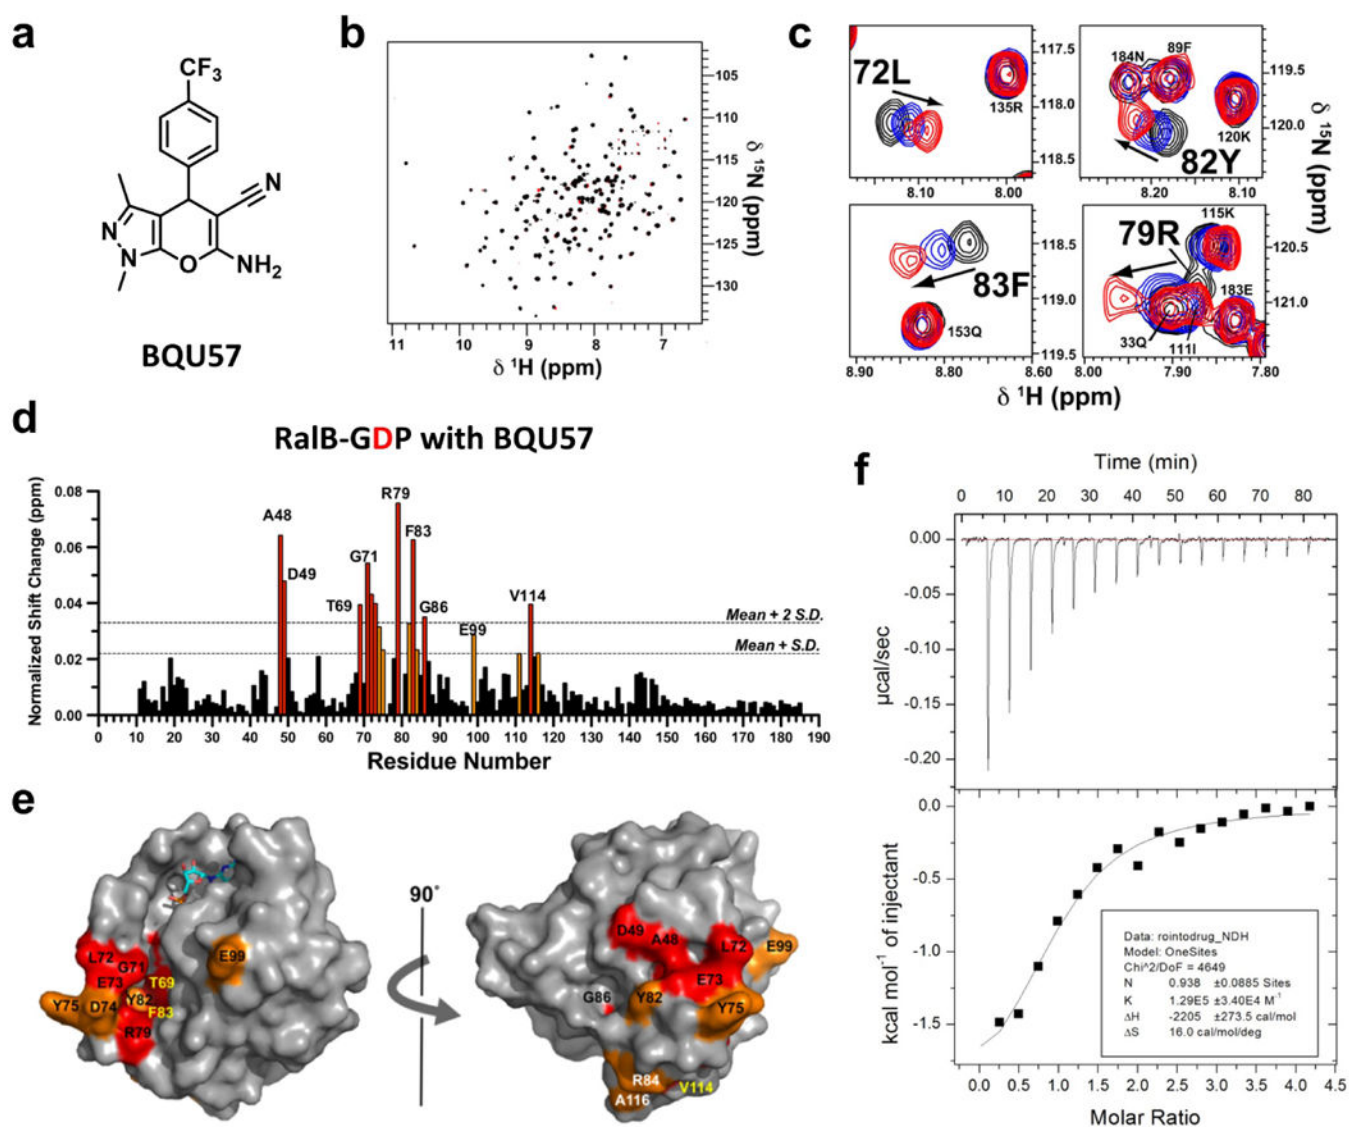 a
CF3
N
N
N
O
NH2
BQU57
b
105
110
115
120
125
130
δ 15N (ppm)
11 10 9 8 7
δ 1H (ppm)
c
72L
135R
117.5
118.0
118.5
8.10 8.00
184N
89F
120K
82Y
119.5
120.0
8.20 8.10
83F
153Q
118.5
119.0
119.5
8.90 8.80 8.60
79R
115K
183E
33Q
111I
120.5
121.0
8.00 7.90 7.80
δ 15N (ppm)
δ 1H (ppm)
d
RalB-GDP with BQU57
Normalized Shift Change (ppm)
0.08
0.06
0.04
0.02
0.00
A48
D49
T69
G71
R79
F83
G86
E99
V114
Mean + 2 S.D.
Mean + S.D.
0 10 20 30 40 50 60 70 80 90 100 110 120 130 140 150 160 170 180 190
Residue Number
e
L72
G71
E73
T69
Y75
D74
Y82
F83
R79
E99
90°
D49
A48
L72
E99
E73
G86
Y82
Y75
R84
A116
V114
f
Time (min)
0 10 20 30 40 50 60 70 80
0.00
-0.05
-0.10
-0.15
-0.20
µcal/sec
0.0
-0.5
-1.0
-1.5
kcal mol-1 of injectant
Data: rointodrug_NDH
Model: OneSites
Chi^2/DoF = 4649
N 0.938 ±0.0885 Sites
K 1.29E5 ±3.40E4 M-1
ΔH -2205 ±273.5 cal/mol
ΔS 16.0 cal/mol/deg
0.0 0.5 1.0 1.5 2.0 2.5 3.0 3.5 4.0 4.5
Molar Ratio